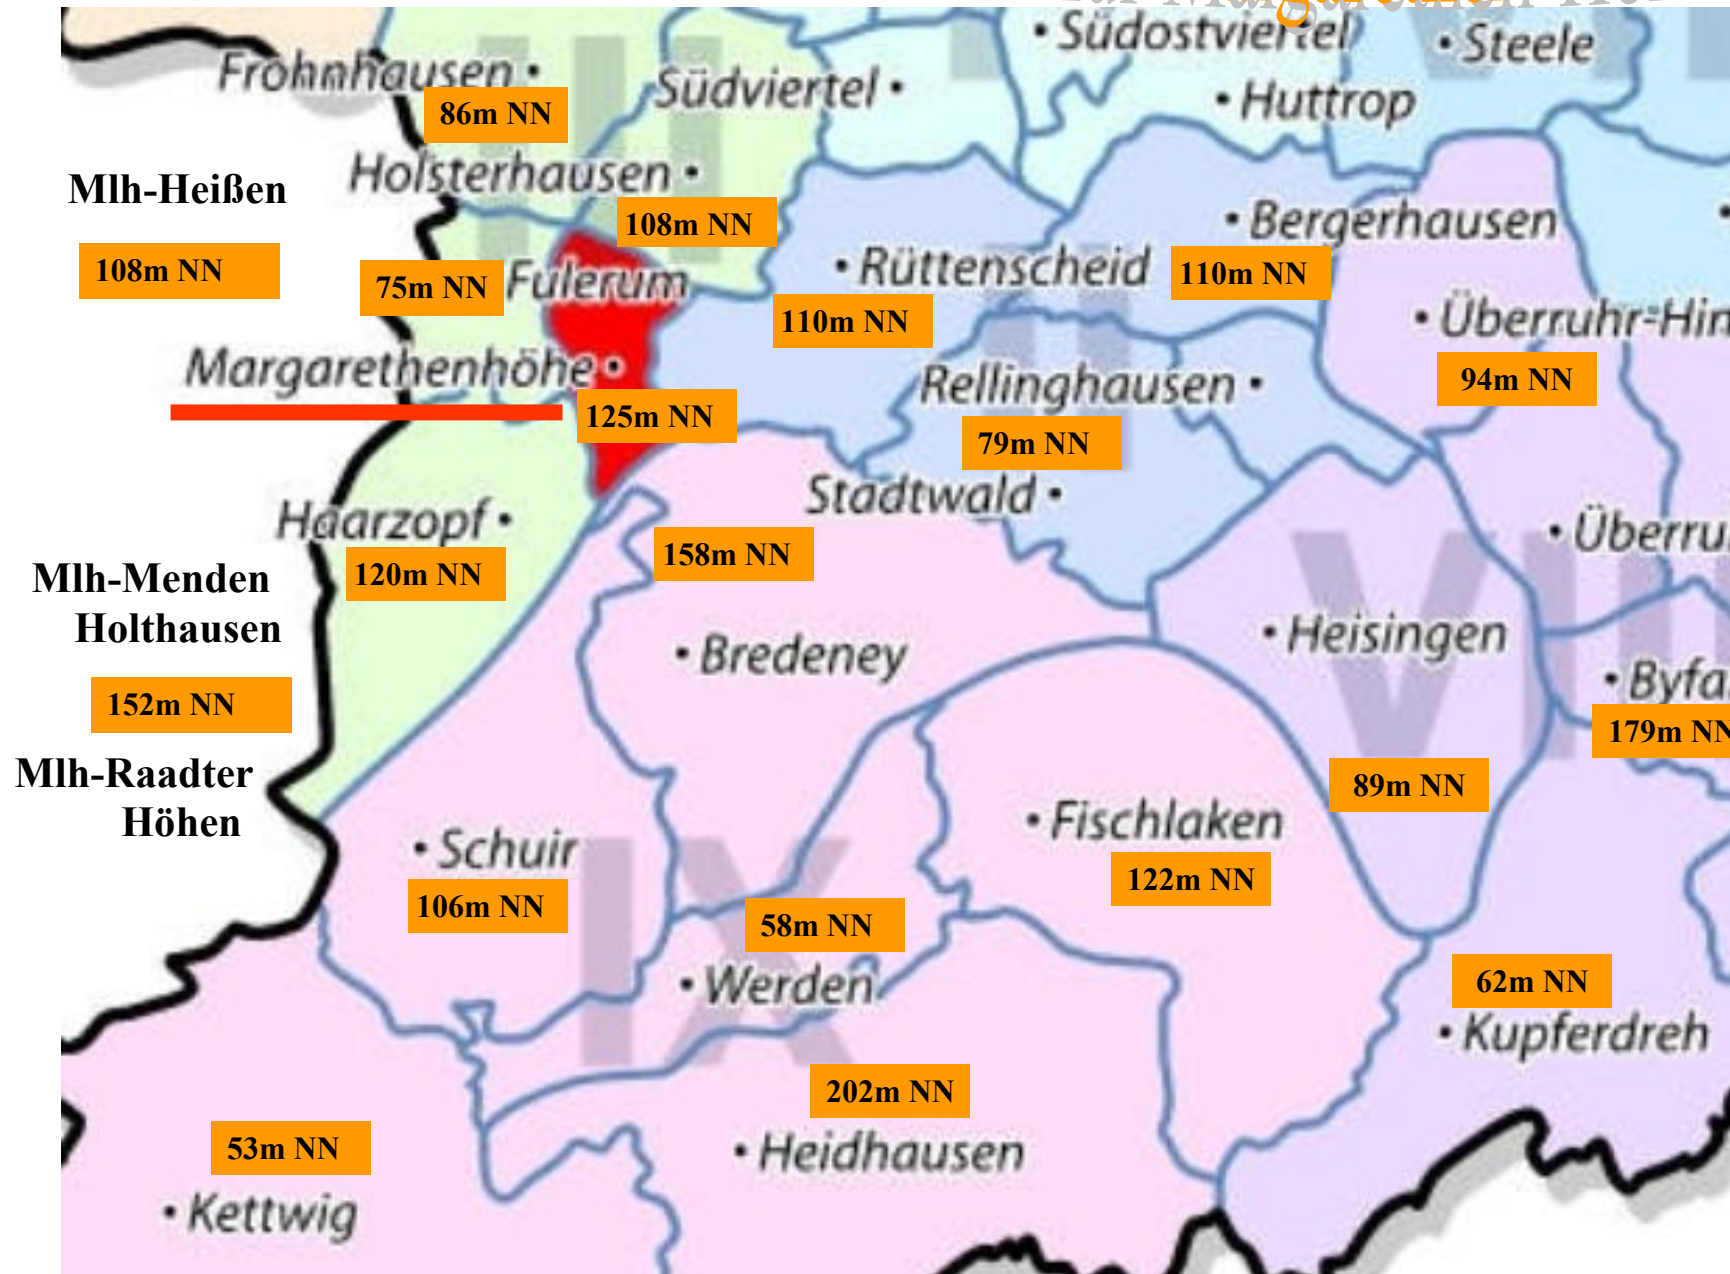 Südostviertel
Steele
Frohnhausen
Südviertel
86m NN
Huttrop
Holsterhausen
Mlh-Heißen
108m NN
Bergerhausen
108m NN
75m NN
Fulerum
Rüttenscheid
110m NN
110m NN
Überruhr-Hin
Margarethenhöhe
Rellinghausen
94m NN
125m NN
79m NN
Stadtwald
Haarzopf
158m NN
Überru
120m NN
Mlh-Menden
Holthausen
Bredeney
Heisingen
VIII
Byfa
152m NN
179m NN
Mlh-Raadter
Höhen
89m NN
Fischlaken
Schuir
122m NN
106m NN
58m NN
IX
Werden
62m NN
Kupferdreh
202m NN
53m NN
Heidhausen
Kettwig